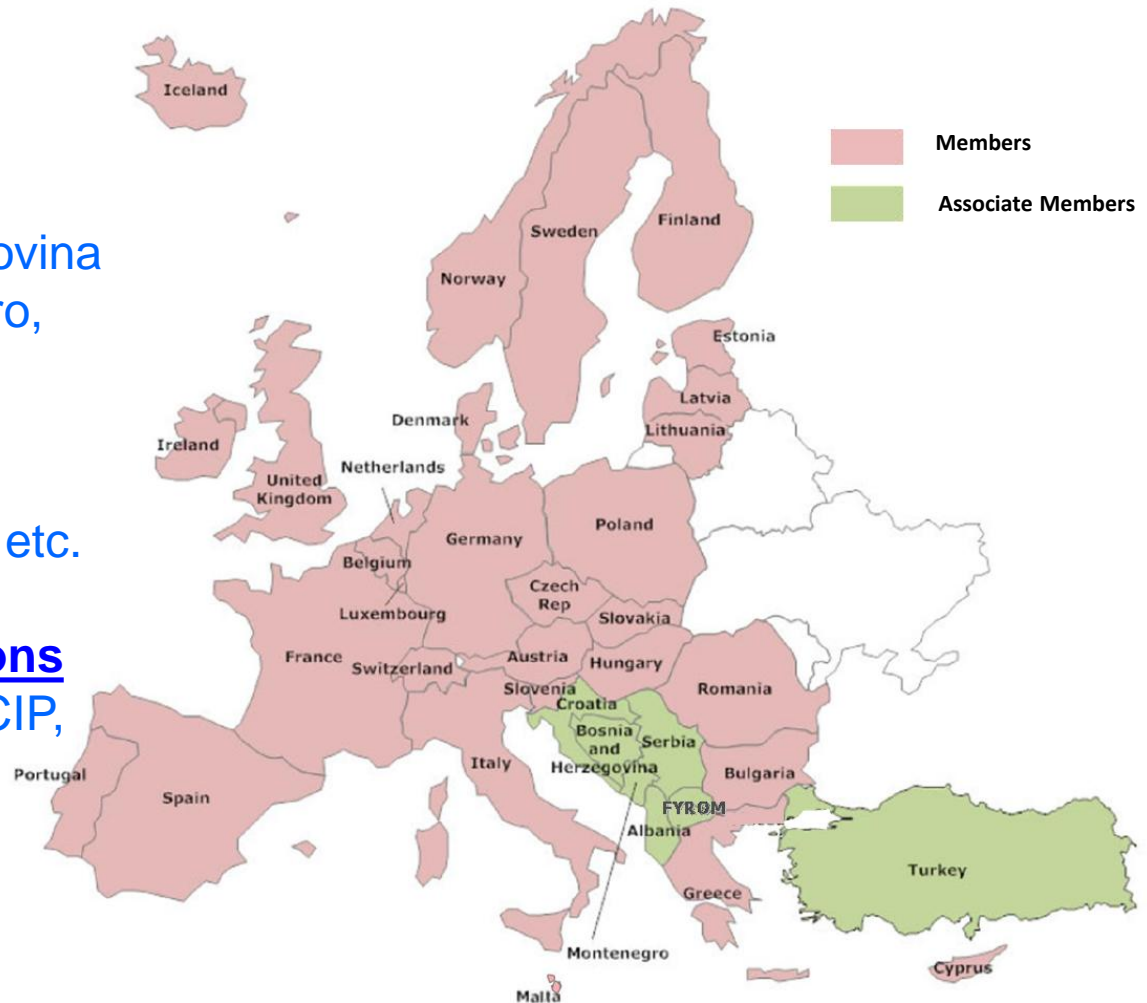 ovina
ro,
etc.
ons
CIP,
Iceland
Members
Associate Members
Finland
Sweden
Norway
Estonia
Latvia
Lithuania
Denmark
Ireland
Netherlands
United
Kingdom
Poland
Germany
Belgium
Czech
Rep
Luxembourg
Slovakia
France
Switzerland
Austria
Hungary
Slovenia
Romania
Croatia
Bosnia
and
Herzegovina
Serbia
Italy
Bulgaria
Portugal
Spain
FYROM
Albania
Turkey
Greece
Montenegro
Cyprus
Malta